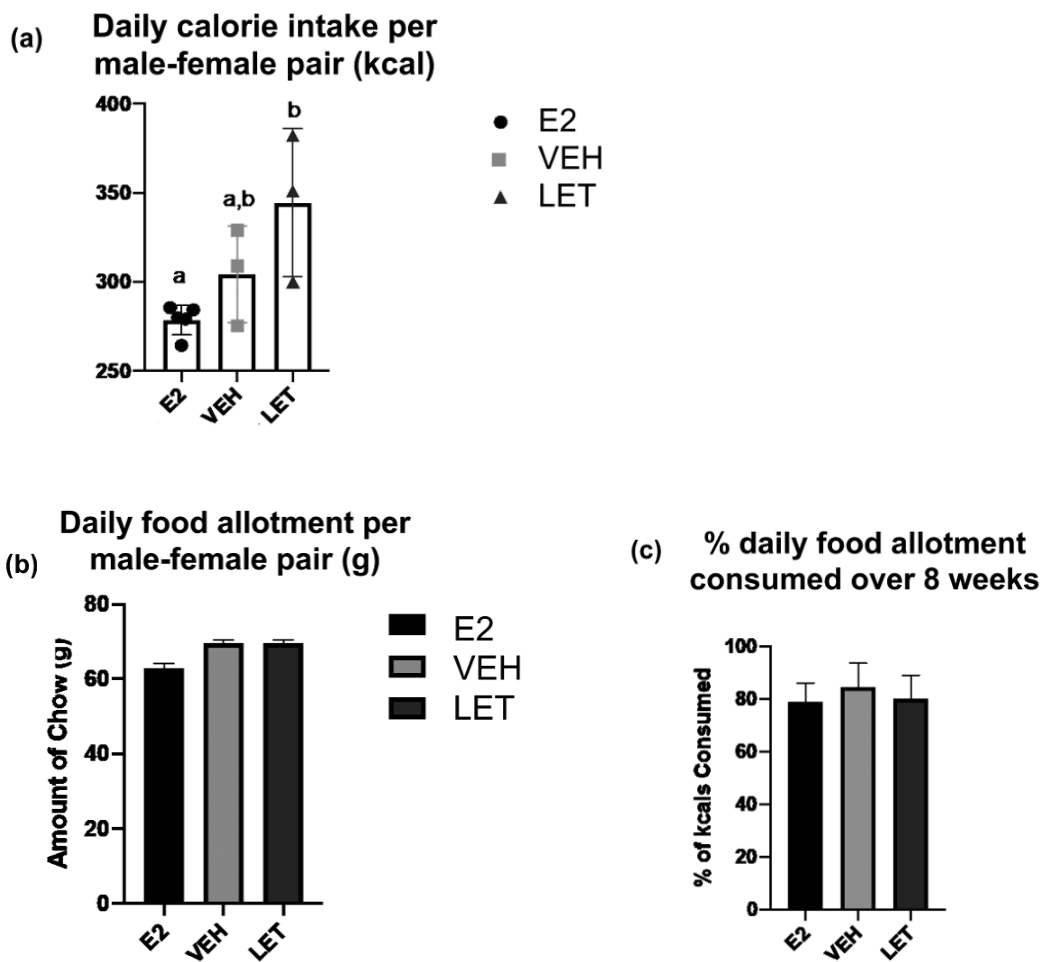 (a)
Daily calorie intake per
male-female pair (kcal)
400
350
300
250
a
a,b
b
E2
VEH
LET
E2
VEH
LET
(b)
Daily food allotment per
male-female pair (g)
Amount of Chow (g)
80
60
40
20
0
E2
VEH
LET
E2
VEH
LET
(c)
% daily food allotment
consumed over 8 weeks
% of kcals Consumed
100
80
60
40
20
0
E2
VEH
LET